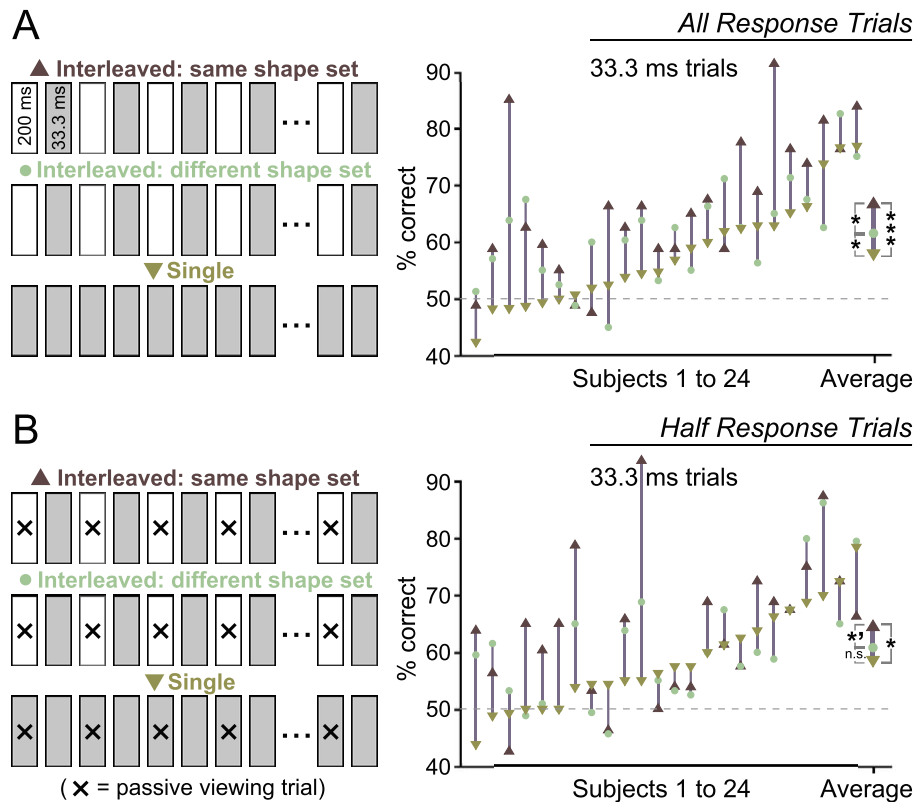 A
All Response Trials
▲ Interleaved: same shape set
200 ms
33.3 ms
...
● Interleaved: different shape set
...
▼ Single
...
33.3 ms trials
90
80
70
60
50
40
% correct
*
*
***
Subjects 1 to 24
Average
B
Half Response Trials
▲ Interleaved: same shape set
× × × × ... ×
● Interleaved: different shape set
× × × × ... ×
▼ Single
× × × × ... ×
( × = passive viewing trial)
33.3 ms trials
90
80
70
60
50
40
% correct
*’
n.s.
*
Subjects 1 to 24
Average